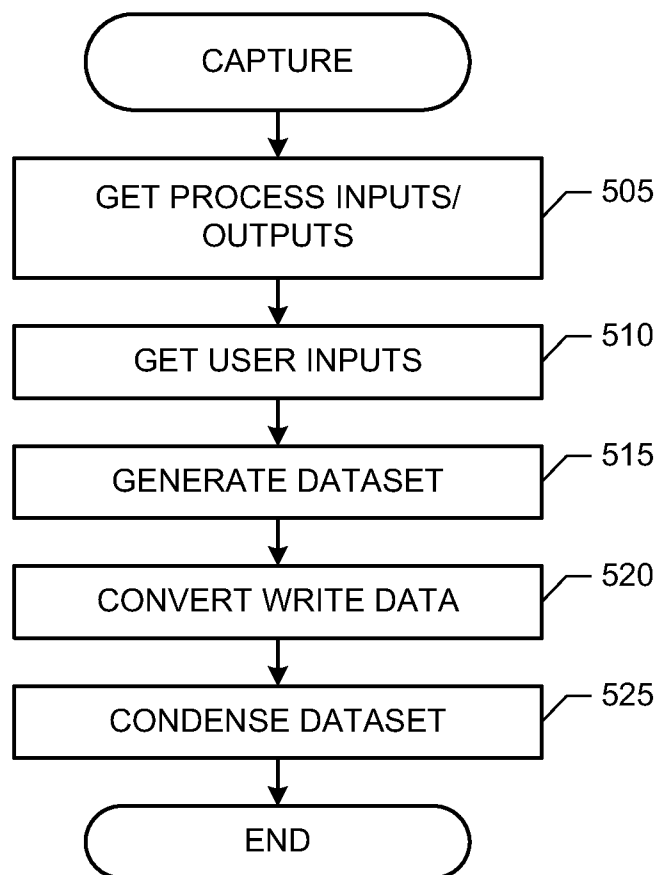 CAPTURE
GET PROCESS INPUTS/
OUTPUTS
505
GET USER INPUTS
510
GENERATE DATASET
515
CONVERT WRITE DATA
520
CONDENSE DATASET
525
END